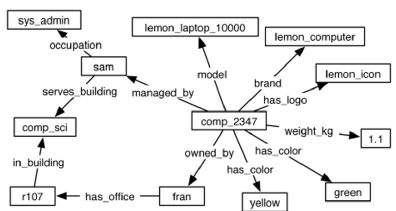 sys_admin
lemon_laptop_10000
lemon_computer
occupation
sam
model
brand
lemon_icon
serves_building
managed_by
has_logo
comp_sci
comp_2347
weight_kg
1.1
in_building
owned_by
has_color
has_color
r107
has_office
fran
yellow
green